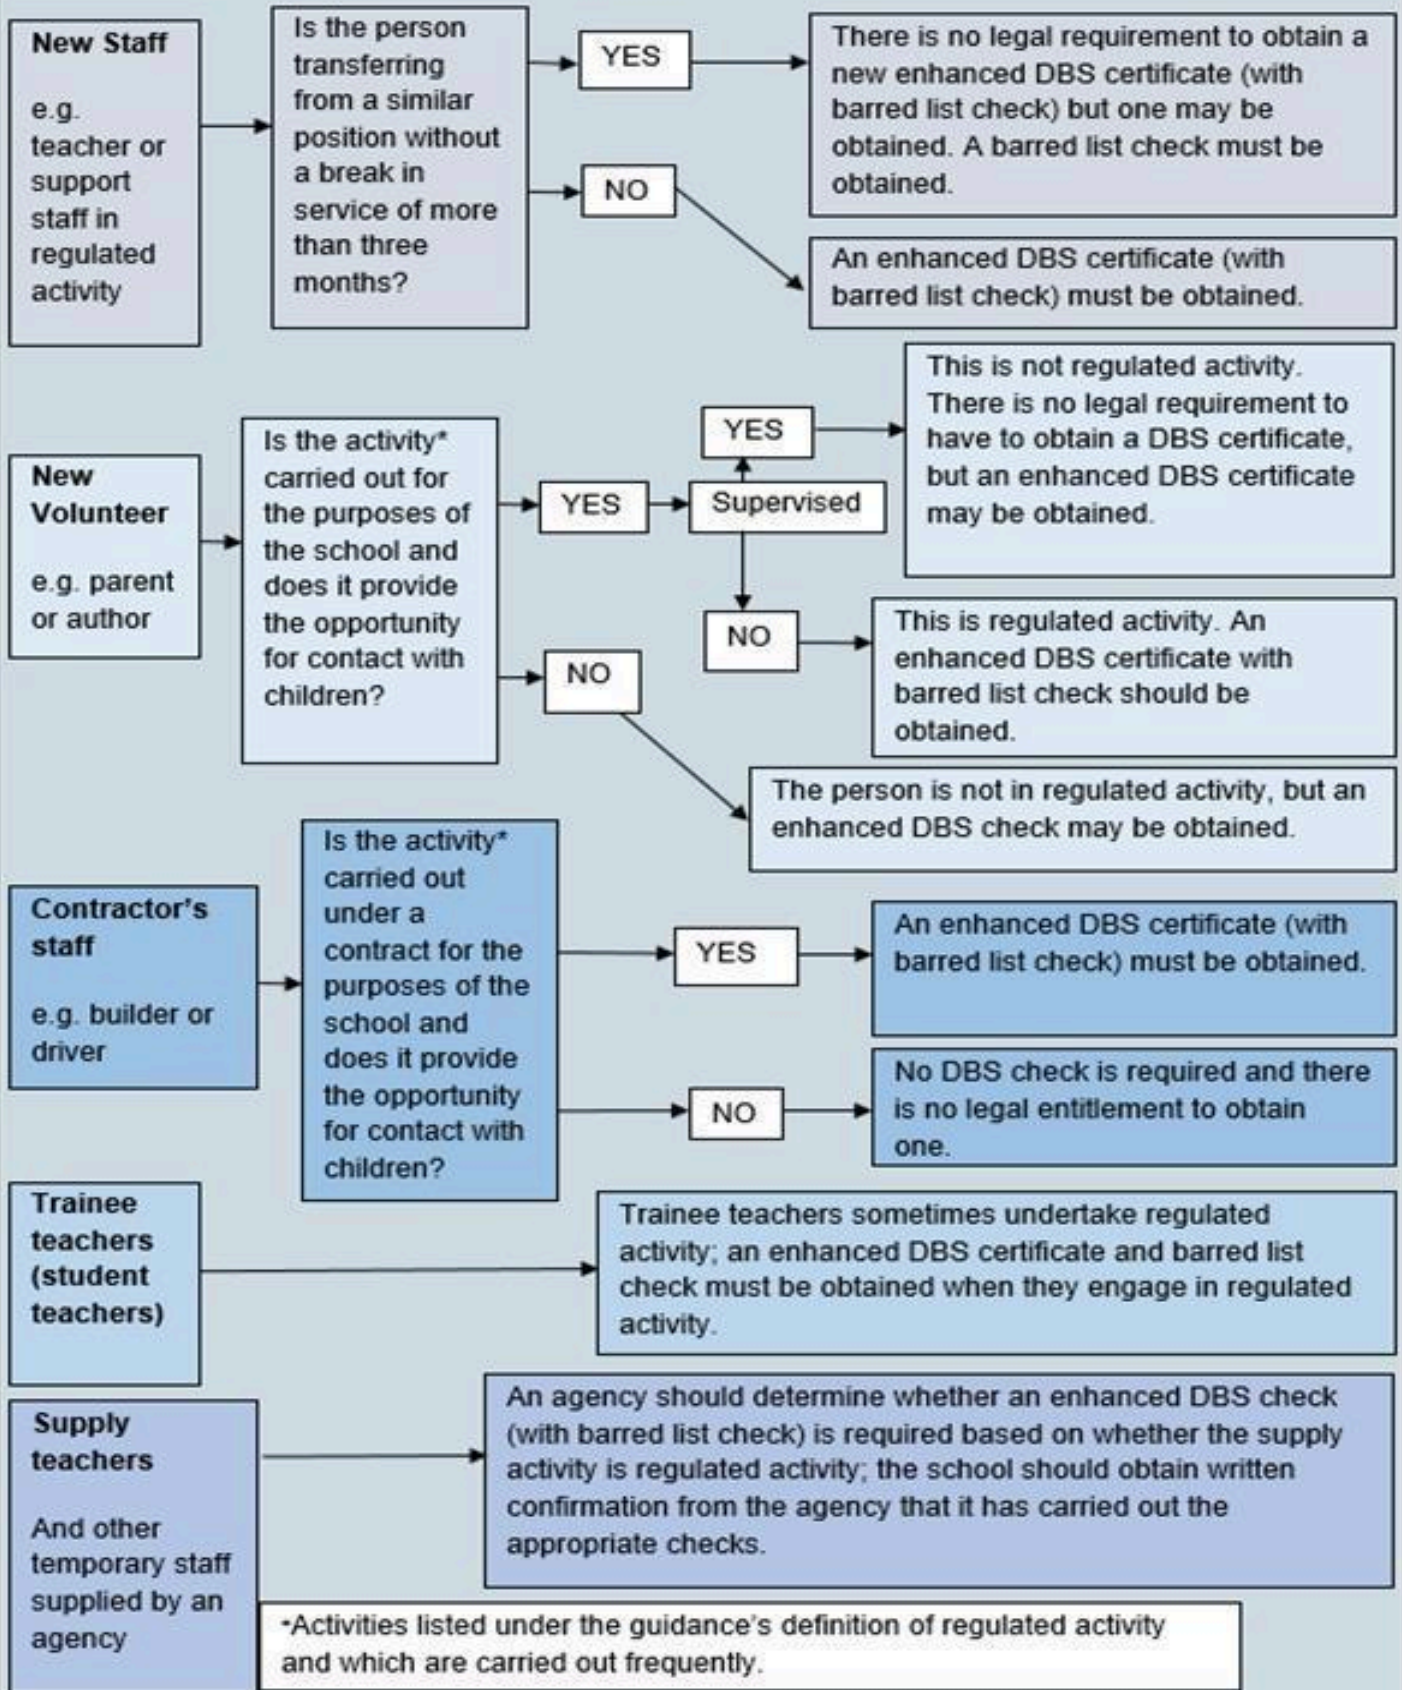 New Staff
e.g.
teacher or
support
staff in
regulated
activity
Is the person
transferring
from a similar
position without
a break in
service of more
than three
months?
YES
There is no legal requirement to obtain a
new enhanced DBS certificate (with
barred list check) but one may be
obtained. A barred list check must be
obtained.
NO
An enhanced DBS certificate (with
barred list check) must be obtained.
New
Volunteer
e.g. parent
or author
Is the activity*
carried out for
the purposes of
the school and
does it provide
the opportunity
for contact with
children?
YES
Supervised
YES
This is not regulated activity.
There is no legal requirement to
have to obtain a DBS certificate,
but an enhanced DBS certificate
may be obtained.
NO
This is regulated activity. An
enhanced DBS certificate with
barred list check should be
obtained.
NO
The person is not in regulated activity, but an
enhanced DBS check may be obtained.
Contractor's
staff
e.g. builder or
driver
Is the activity*
carried out
under a
contract for the
purposes of the
school and
does it provide
the opportunity
for contact with
children?
YES
An enhanced DBS certificate (with
barred list check) must be obtained.
NO
No DBS check is required and there
is no legal entitlement to obtain
one.
Trainee
teachers
(student
teachers)
Trainee teachers sometimes undertake regulated
activity; an enhanced DBS certificate and barred list
check must be obtained when they engage in regulated
activity.
Supply
teachers
And other
temporary staff
supplied by an
agency
An agency should determine whether an enhanced DBS check
(with barred list check) is required based on whether the supply
activity is regulated activity; the school should obtain written
confirmation from the agency that it has carried out the
appropriate checks.
*Activities listed under the guidance's definition of regulated activity
and which are carried out frequently.